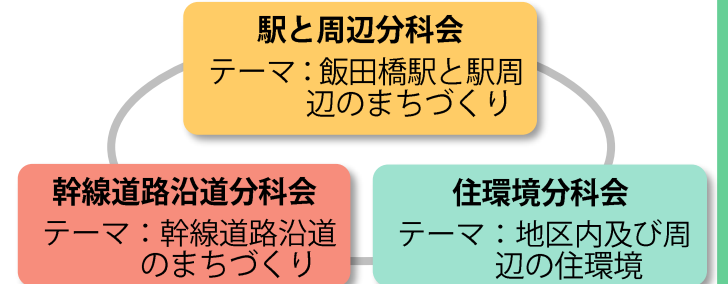 駅と周辺分科会
テーマ：飯田橋駅と駅周
辺のまちづくり
幹線道路沿道分科会
テーマ：幹線道路沿道
のまちづくり
住環境分科会
テーマ：地区内及び周
辺の住環境